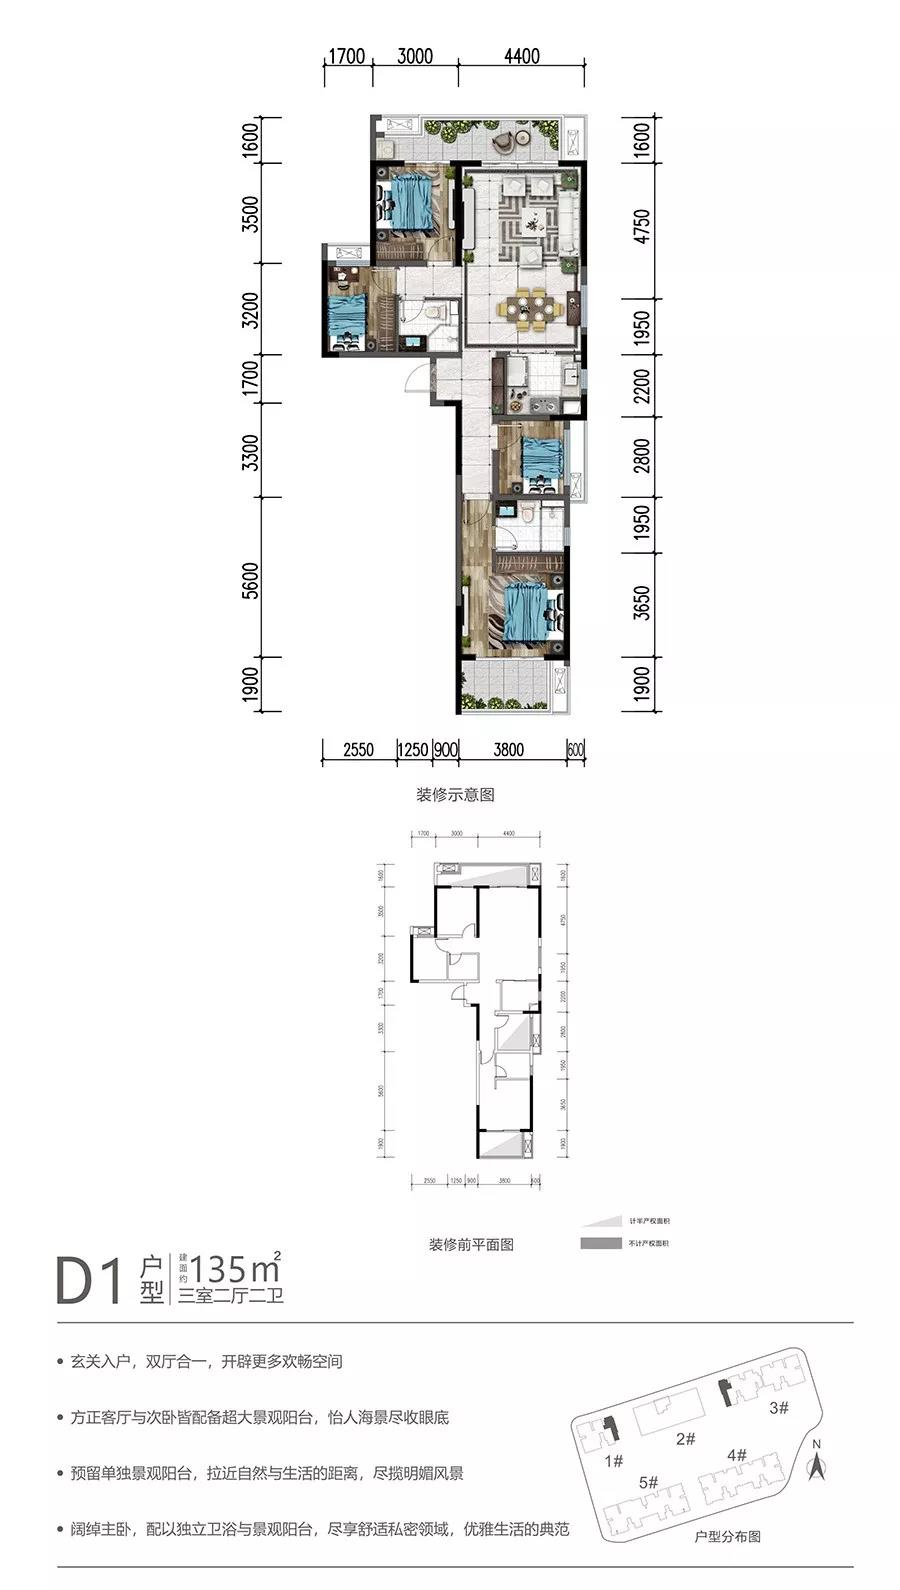 1700 3000 4400
1600
3500
3200
1700
3300
5600
1900
1600
4750
1950
2200
2800
1950
3650
1900
2550 1250 900 3800 600
装修示意图
1700 3000 4400
1600
3500
3200
1700
3300
5600
1900
1600
4750
1950
2200
2800
1950
3650
1900
2550 1250 900 3800 600
装修前平面图
计半产权面积
不计产权面积
D1 户型 建面约 135㎡
三室二厅二卫
• 玄关入户，双厅合一，开辟更多欢畅空间
• 方正客厅与次卧皆配备超大景观阳台，怡人海景尽收眼底
• 预留单独景观阳台，拉近自然与生活的距离，尽揽明媚风景
• 阔绰主卧，配以独立卫浴与景观阳台，尽享舒适私密领域，优雅生活的典范
1#
2#
3#
4#
5#
N
户型分布图